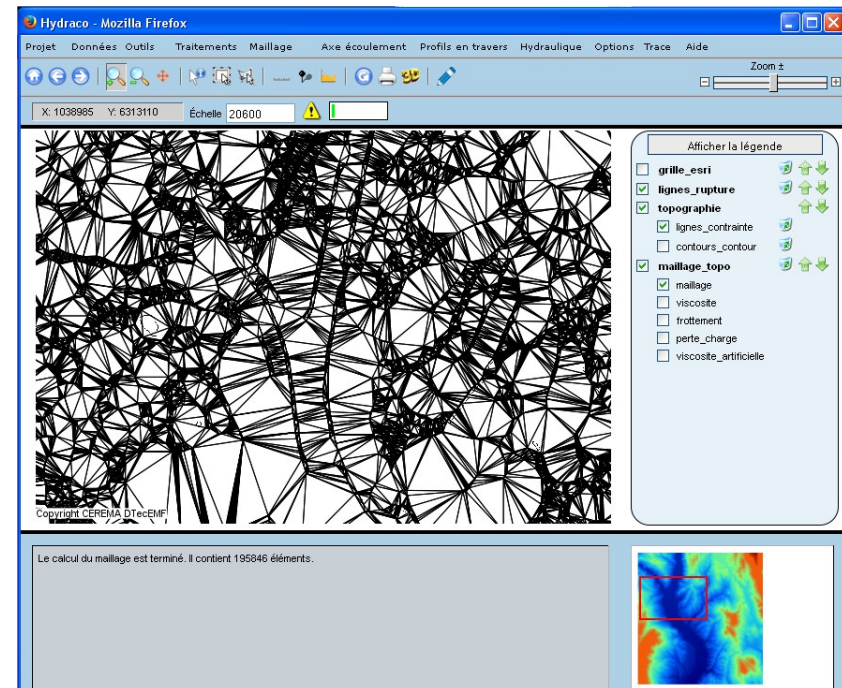 Hydraco - Mozilla Firefox
Projet Données Outils Traitements Maillage Axe écoulement Profils en travers Hydraulique Options Trace Aide
Zoom ±
X: 1038985 Y: 6313110 Échelle 20600
Afficher la légende
grille_esri
lignes_rupture
topographie
lignes_contrainte
contours_contour
maillage_topo
maillage
viscosite
frottement
perte_charge
viscosite_artificielle
Copyright CEREMA DTecEMF
Le calcul du maillage est terminé. Il contient 195846 éléments.